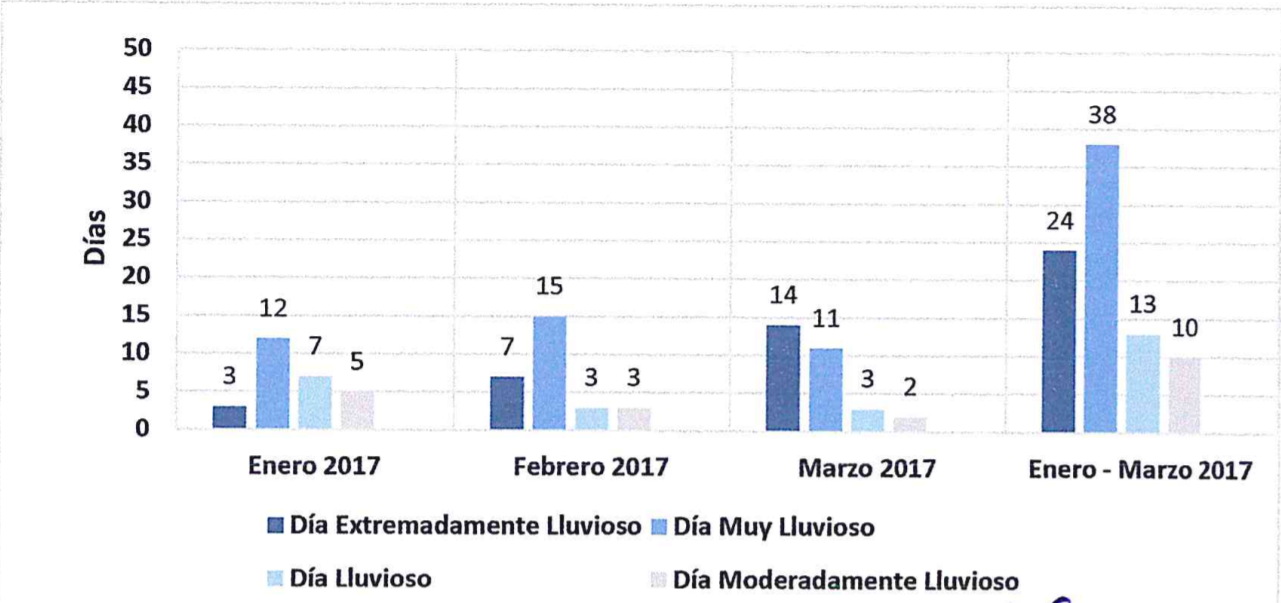 50
45
40
35
30
25
20
15
10
5
0
Días
3 12 7 5
7 15 3 3
14 11 3 2
24 38 13 10
Enero 2017 Febrero 2017 Marzo 2017 Enero - Marzo 2017
Día Extremadamente Lluvioso Día Muy Lluvioso
Día Lluvioso Día Moderadamente Lluvioso